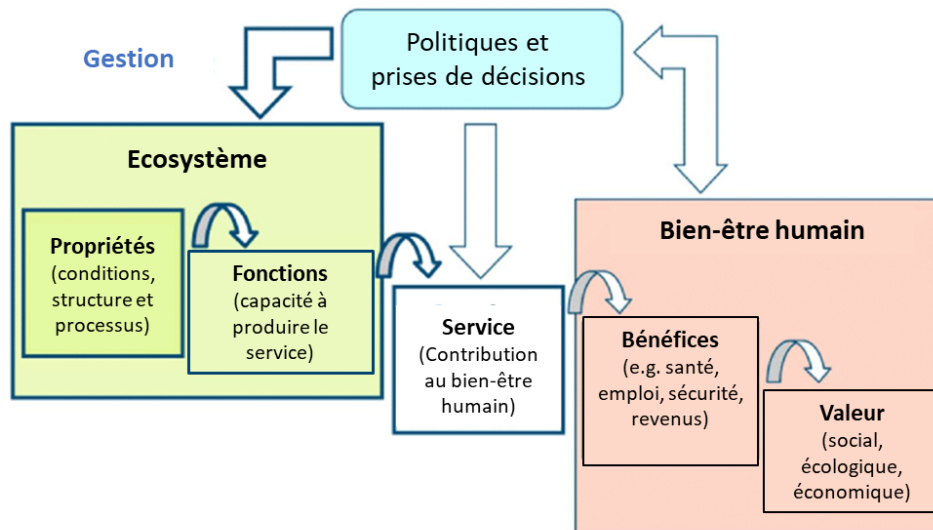 Gestion
Politiques et
prises de décisions
Ecosystème
Propriétés
(conditions,
structure et
processus)
Fonctions
(capacité à
produire le
service)
Service
(Contribution
au bien-être
humain)
Bien-être humain
Bénéfices
(e.g. santé,
emploi, sécurité,
revenus)
Valeur
(social,
écologique,
économique)